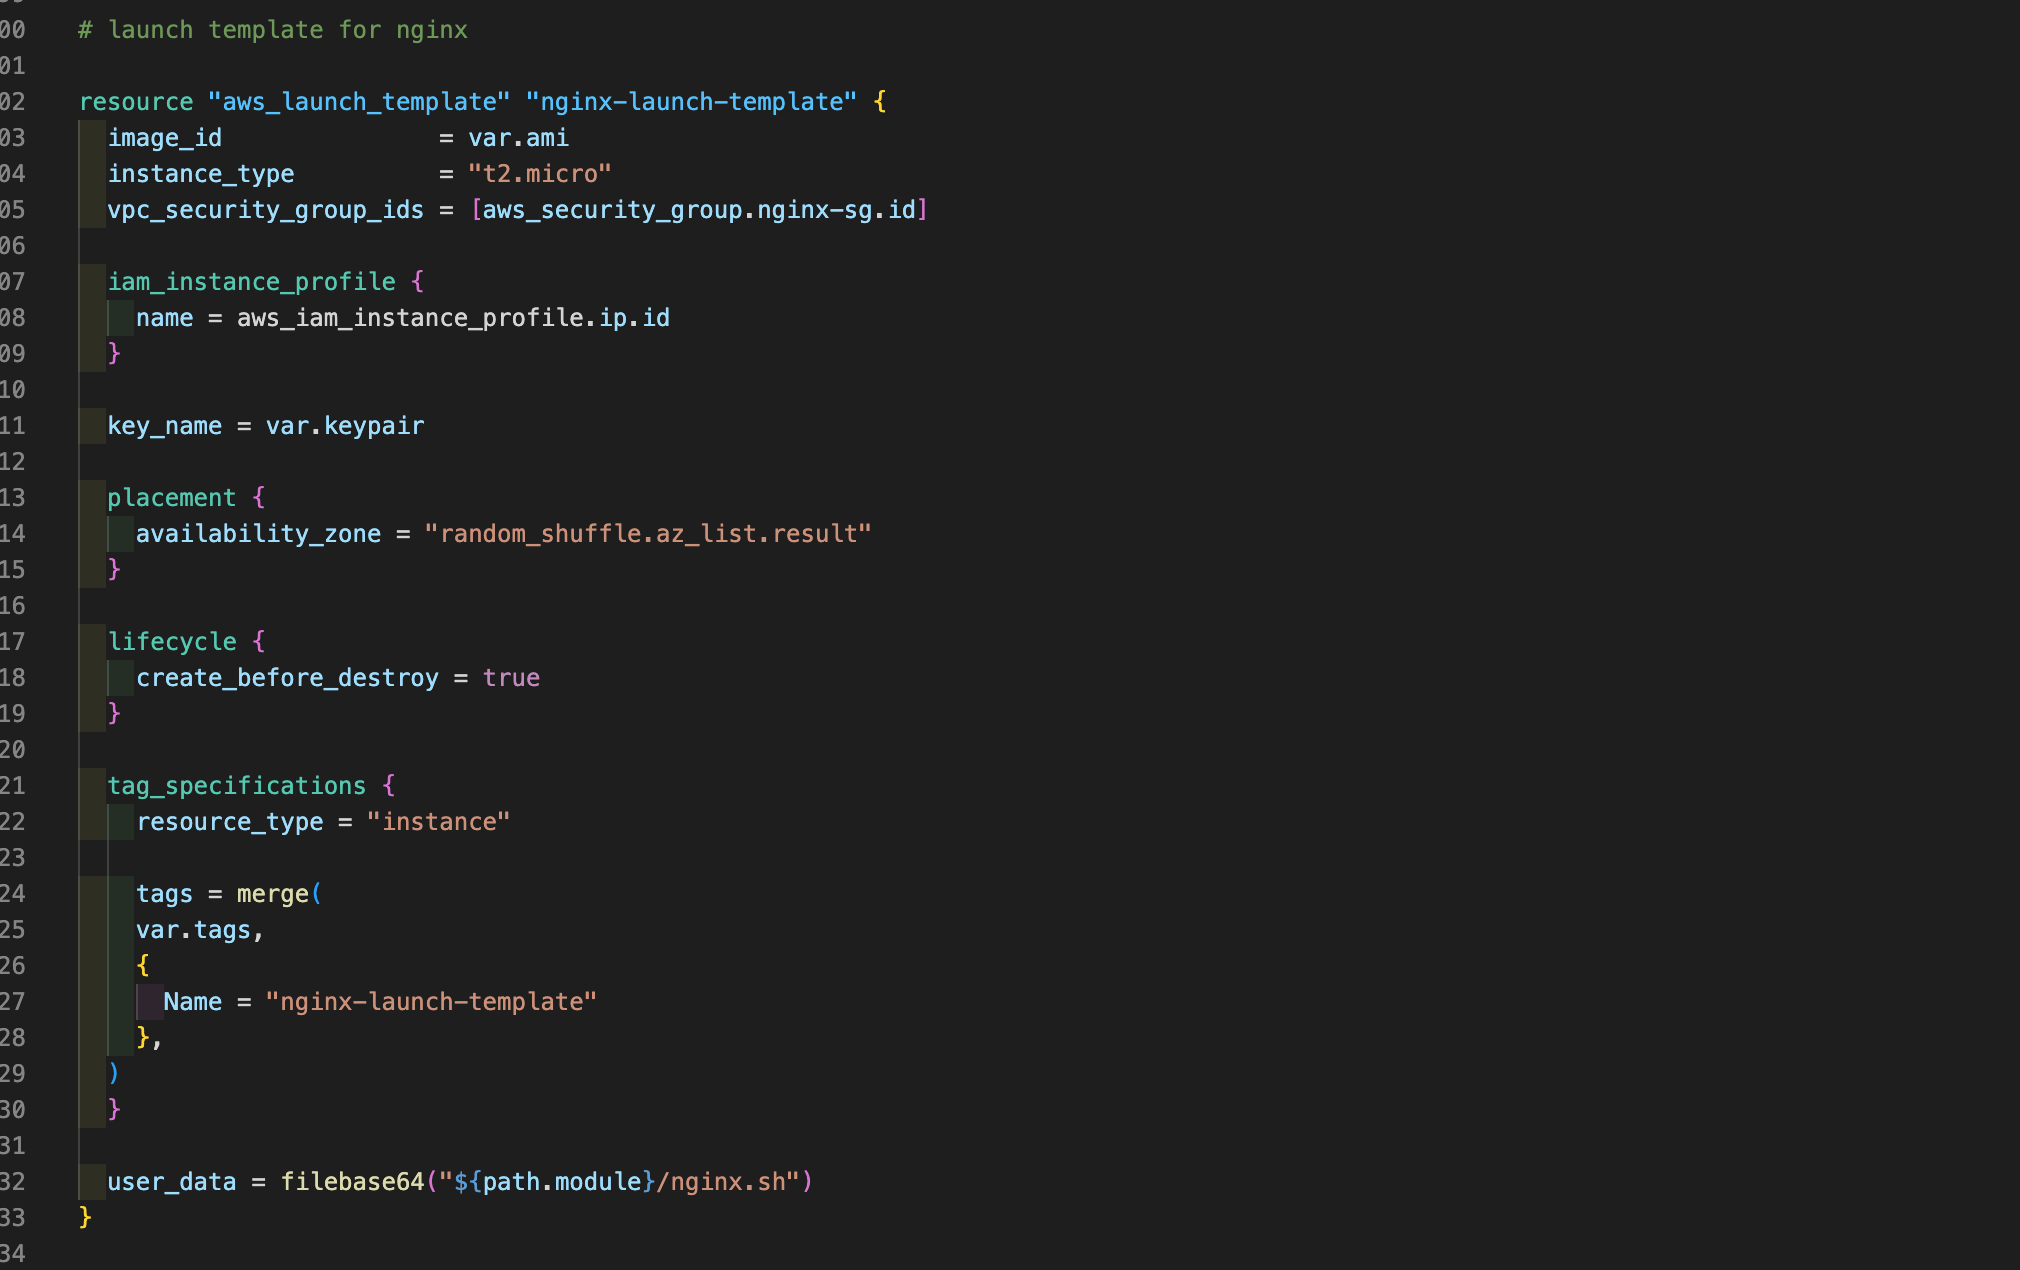 00 # launch template for nginx
01
02 resource "aws_launch_template" "nginx-launch-template" {
03 image_id = var.ami
04 instance_type = "t2.micro"
05 vpc_security_group_ids = [aws_security_group.nginx-sg.id]
06
07 iam_instance_profile {
08 name = aws_iam_instance_profile.ip.id
09 }
10
11 key_name = var.keypair
12
13 placement {
14 availability_zone = "random_shuffle.az_list.result"
15 }
16
17 lifecycle {
18 create_before_destroy = true
19 }
20
21 tag_specifications {
22 resource_type = "instance"
23
24 tags = merge(
25 var.tags,
26 {
27 Name = "nginx-launch-template"
28 },
29 )
30 }
31
32 user_data = filebase64("${path.module}/nginx.sh")
33 }
34